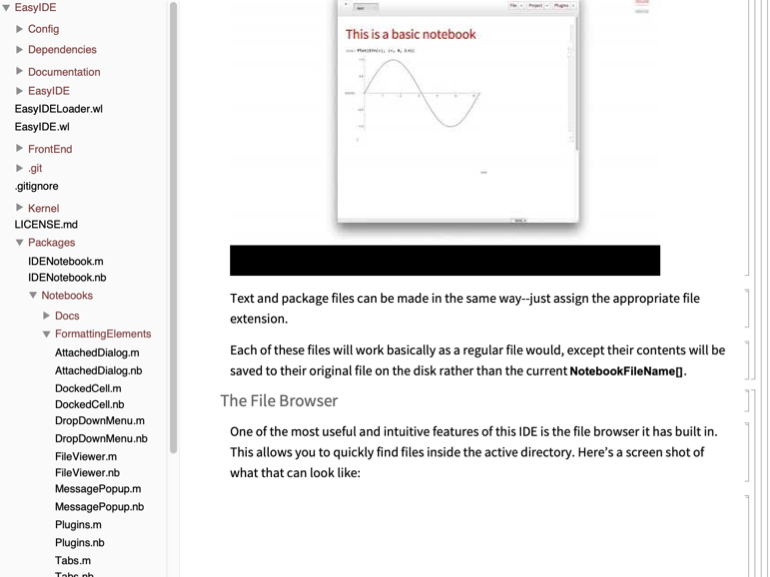 EasyIDE
Config
Dependencies
Documentation
EasyIDE
EasyIDELoader.wl
EasyIDE.wl
FrontEnd
.git
.gitignore
Kernel
LICENSE.md
Packages
IDENotebook.m
IDENotebook.nb
Notebooks
Docs
FormattingElements
AttachedDialog.m
AttachedDialog.nb
DockedCell.m
DockedCell.nb
DropDownMenu.m
DropDownMenu.nb
FileViewer.m
FileViewer.nb
MessagePopup.m
MessagePopup.nb
Plugins.m
Plugins.nb
Tabs.m
Tabs.nb
File Project Plugins
This is a basic notebook
Text and package files can be made in the same way--just assign the appropriate file
extension.
Each of these files will work basically as a regular file would, except their contents will be
saved to their original file on the disk rather than the current NotebookFileName[].
The File Browser
One of the most useful and intuitive features of this IDE is the file browser it has built in.
This allows you to quickly find files inside the active directory. Here's a screen shot of
what that can look like: